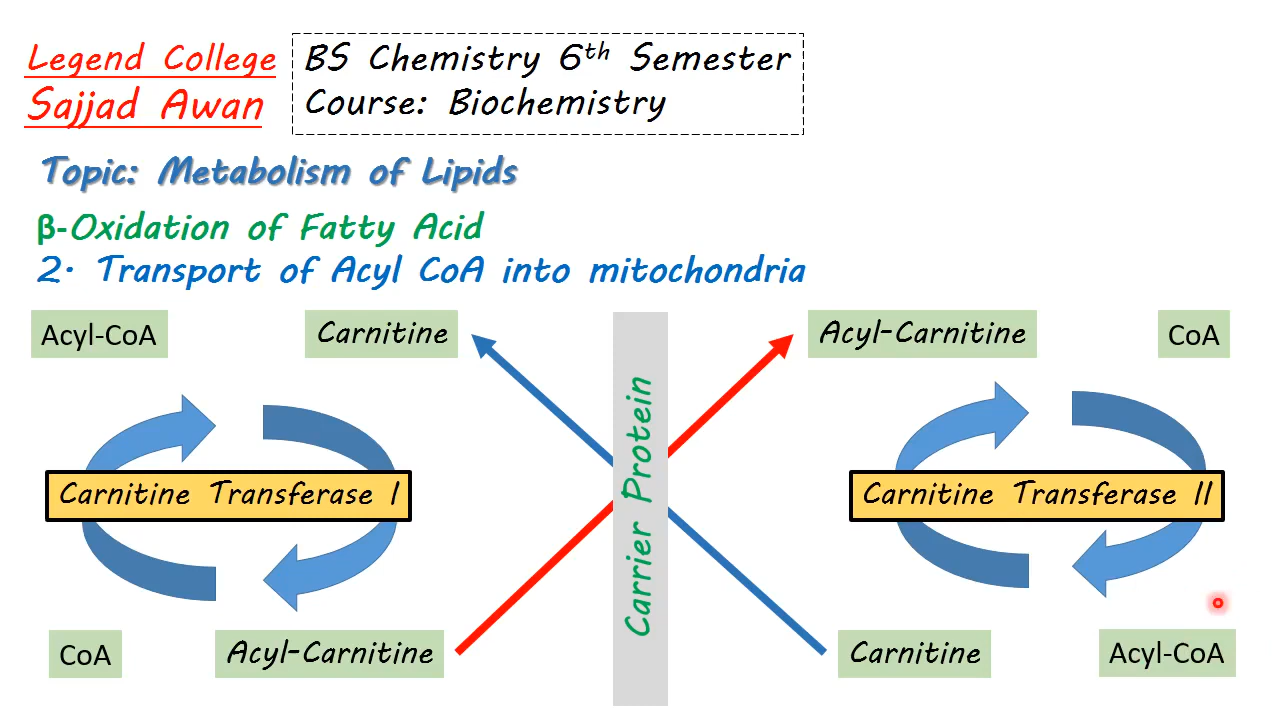 Legend College
Sajjad Awan
BS Chemistry 6th Semester
Course: Biochemistry
Topic: Metabolism of Lipids
β-Oxidation of Fatty Acid
2. Transport of Acyl CoA into mitochondria
Acyl-CoA
Carnitine
Acyl-Carnitine
CoA
Carnitine Transferase I
Carrier Protein
Carnitine Transferase II
CoA
Acyl-Carnitine
Carnitine
Acyl-CoA